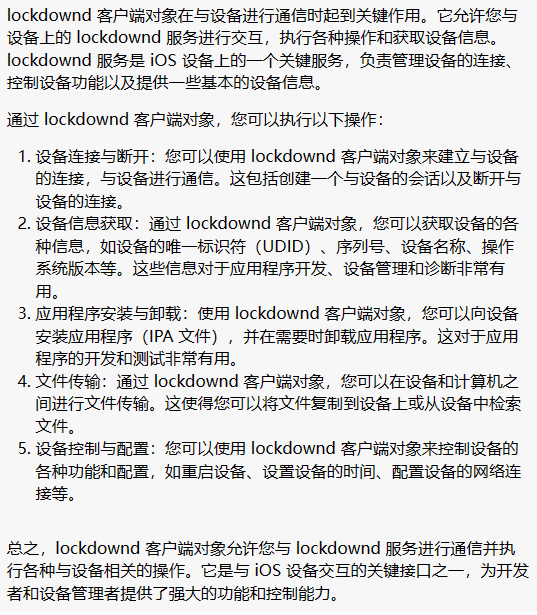 lockdownd 客户端对象在与设备进行通信时起到关键作用。它允许您与
设备上的 lockdownd 服务进行交互，执行各种操作和获取设备信息。
lockdownd 服务是 iOS 设备上的一个关键服务，负责管理设备的连接、
控制设备功能以及提供一些基本的设备信息。
通过 lockdownd 客户端对象，您可以执行以下操作：
1. 设备连接与断开：您可以使用 lockdownd 客户端对象来建立与设备
的连接，与设备进行通信。这包括创建一个与设备的会话以及断开与
设备的连接。
2. 设备信息获取：通过 lockdownd 客户端对象，您可以获取设备的各
种信息，如设备的唯一标识符（UDID）、序列号、设备名称、操作
系统版本等。这些信息对于应用程序开发、设备管理和诊断非常有
用。
3. 应用程序安装与卸载：使用 lockdownd 客户端对象，您可以向设备
安装应用程序（IPA 文件），并在需要时卸载应用程序。这对于应用
程序的开发和测试非常有用。
4. 文件传输：通过 lockdownd 客户端对象，您可以在设备和计算机之
间进行文件传输。这使得您可以将文件复制到设备上或从设备中检索
文件。
5. 设备控制与配置：您可以使用 lockdownd 客户端对象来控制设备的
各种功能和配置，如重启设备、设置设备的时间、配置设备的网络连
接等。
总之，lockdownd 客户端对象允许您与 lockdownd 服务进行通信并执
行各种与设备相关的操作。它是与 iOS 设备交互的关键接口之一，为开发
者和设备管理者提供了强大的功能和控制能力。